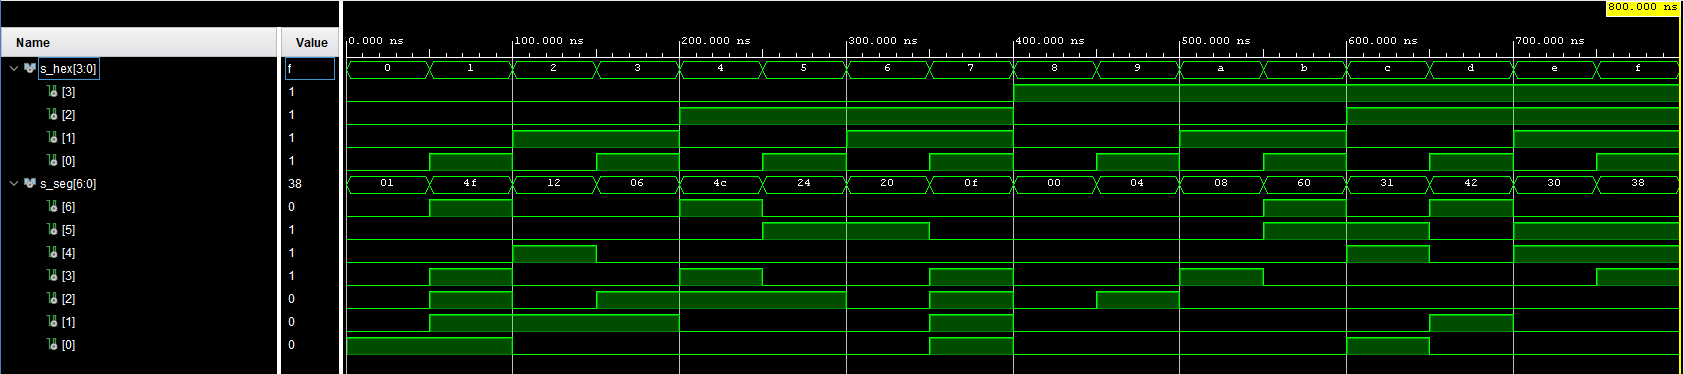 800.000 ns
Name Value
0.000 ns 100.000 ns 200.000 ns 300.000 ns 400.000 ns 500.000 ns 600.000 ns 700.000 ns
s_hex[3:0] f 0 1 2 3 4 5 6 7 8 9 a b c d e f
[3] 1
[2] 1
[1] 1
[0] 1
s_seg[6:0] 38 01 4f 12 06 4c 24 20 0f 00 04 08 60 31 42 30 38
[6] 0
[5] 1
[4] 1
[3] 1
[2] 0
[1] 0
[0] 0